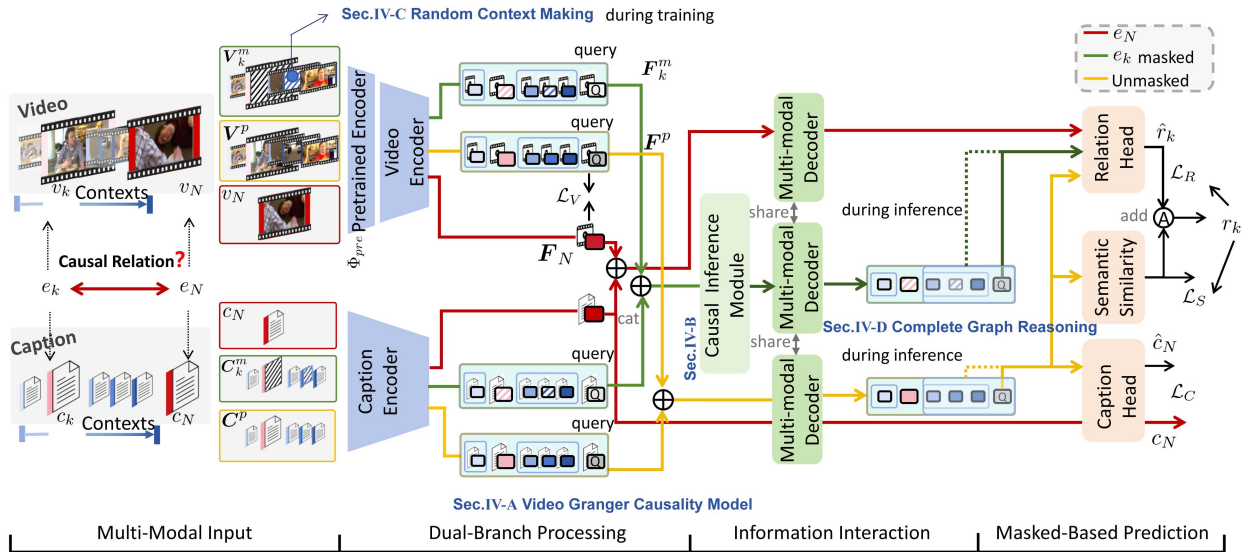 Sec.IV-C Random Context Making during training
Video
v_k
v_N
Contexts
Causal Relation?
e_k
e_N
Caption
c_k
c_N
Contexts
V_k^m
V^p
v_N
c_N
C_k^m
C^p
Φ_pre Pretrained Encoder
Video Encoder
Caption Encoder
query
F_k^m
query
F^p
L_V
F_N
cat
query
query
Sec.IV-A Video Granger Causality Model
Sec.IV-B
Causal Inference Module
Multi-modal Decoder
share
Multi-modal Decoder
share
Multi-modal Decoder
during inference
Sec.IV-D Complete Graph Reasoning
during inference
Q
Q
Q
Q
Q
Q
e_N
e_k masked
Unmasked
Relation Head
r̂_k
L_R
add
A
r_k
Semantic Similarity
L_S
Caption Head
ĉ_N
L_C
c_N
Multi-Modal Input
Dual-Branch Processing
Information Interaction
Masked-Based Prediction